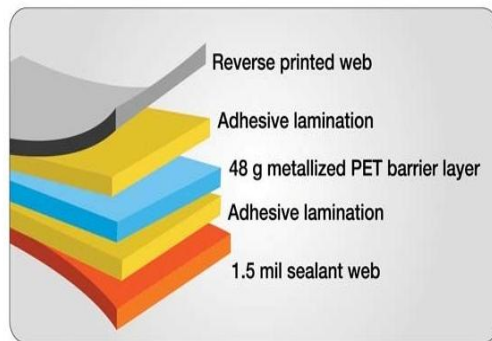 Reverse printed web
Adhesive lamination
48 g metallized PET barrier layer
Adhesive lamination
1.5 mil sealant web